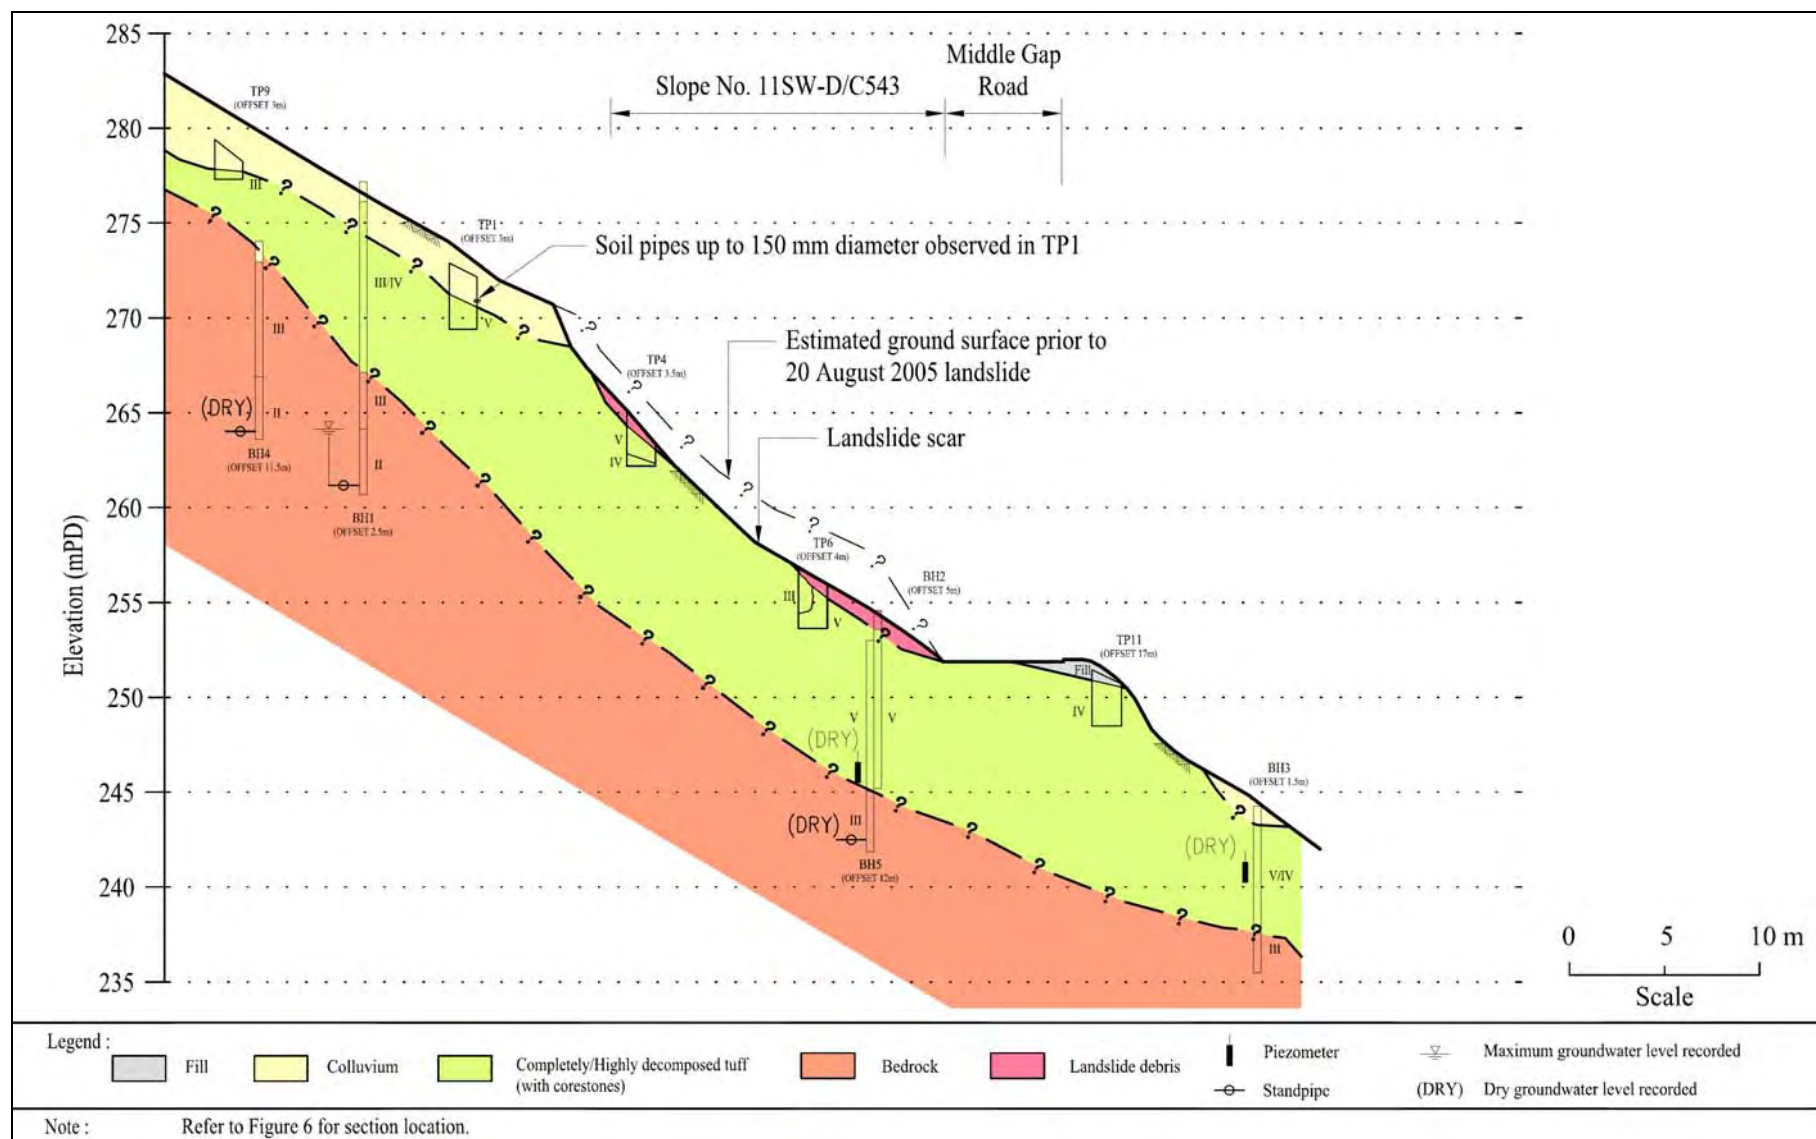 285
280
275
270
265
260
255
250
245
240
235
Elevation (mPD)
Middle Gap
Road
Slope No. 11SW-D/C543
TP9
(OFFSET 3m)
III
?
?
?
?
?
?
TP1
(OFFSET 3m)
Soil pipes up to 150 mm diameter observed in TP1
III/IV
V
?
?
III
?
Estimated ground surface prior to
20 August 2005 landslide
TP4
(OFFSET 3.5m)
?
?
III
(DRY)
II
BH4
(OFFSET 11.5m)
II
BH1
(OFFSET 2.5m)
?
V
IV
?
Landslide scar
?
?
?
?
TP6
(OFFSET 4m)
?
BH2
(OFFSET 5m)
?
III
V
?
?
TP11
(OFFSET 17m)
Fill
IV
?
?
?
V
V
(DRY)
?
?
(DRY)
III
BH5
(OFFSET 12m)
?
?
BH3
(OFFSET 1.5m)
?
(DRY)
V/IV
?
?
?
III
0 5 10 m
Scale
Legend :
Fill
Colluvium
Completely/Highly decomposed tuff
(with corestones)
Bedrock
Landslide debris
Piezometer
Standpipe
Maximum groundwater level recorded
(DRY) Dry groundwater level recorded
Note : Refer to Figure 6 for section location.